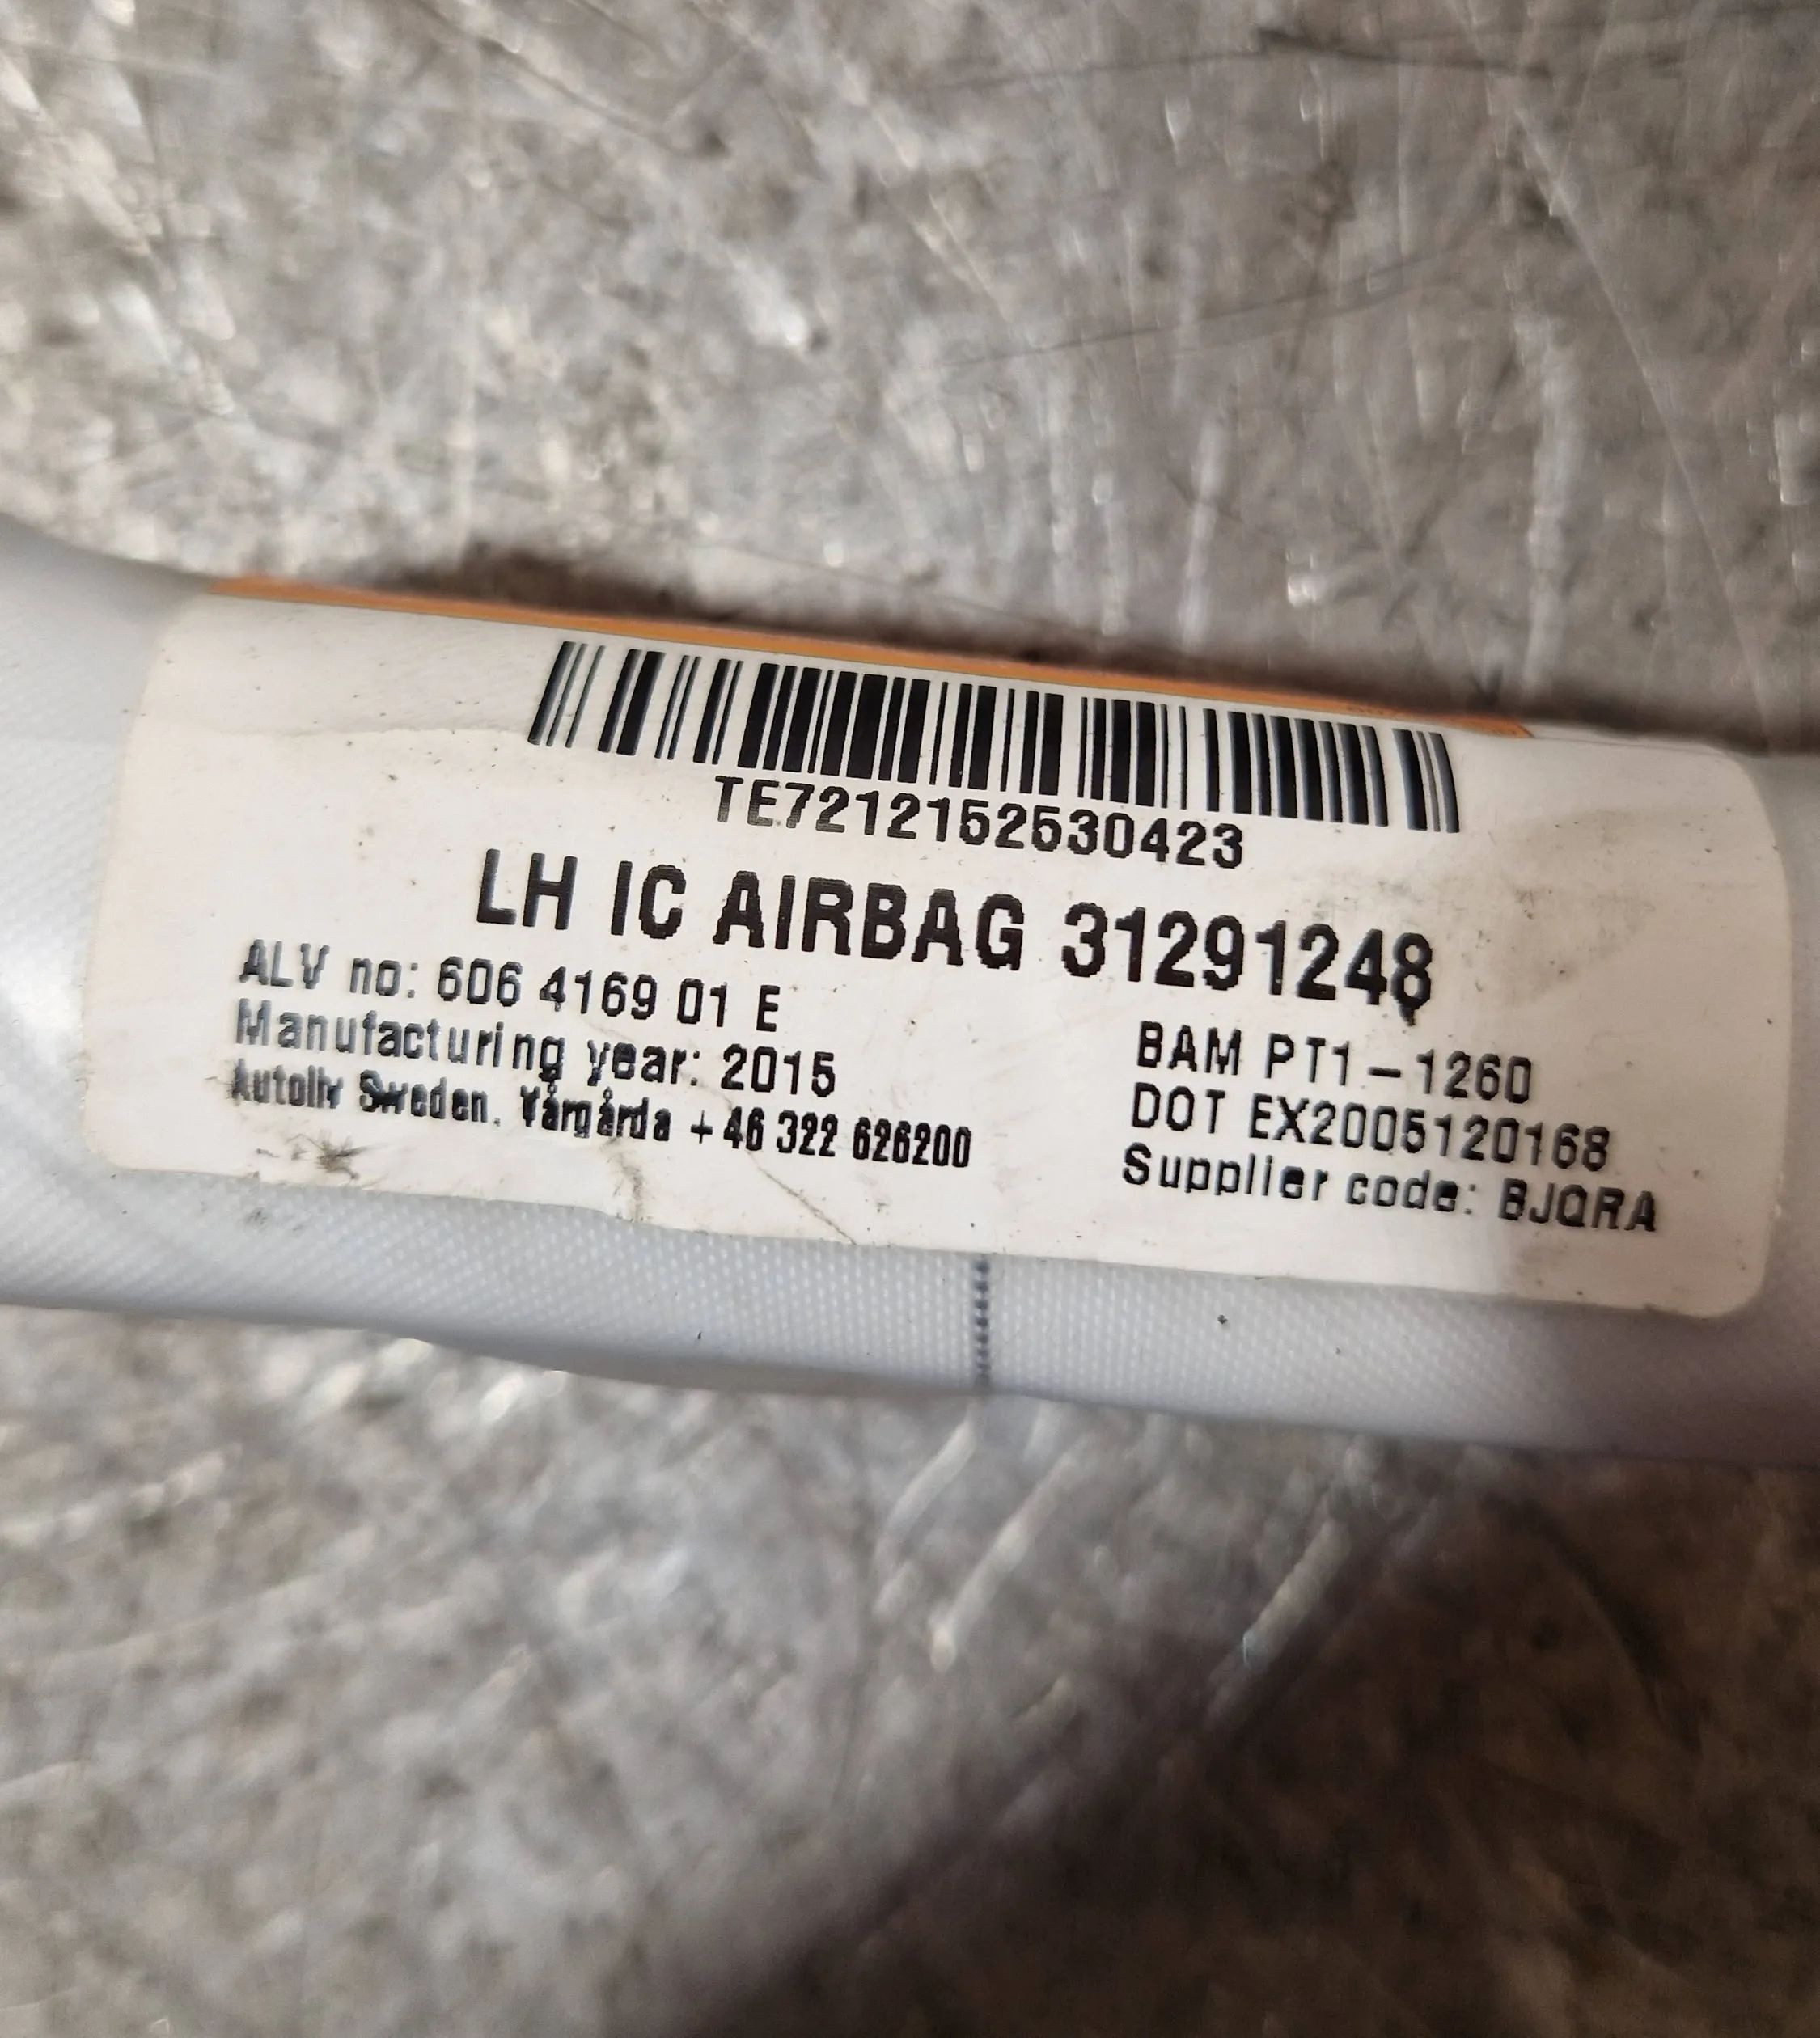 TE7212152530423
LH IC AIRBAG 31291248
ALV no: 606 4169 01 E
Manufacturing year: 2015
Autoliv Sweden, Vårgårda +46 322 626200
BAM PT1-1260
DOT EX2005120168
Supplier code: BJQRA